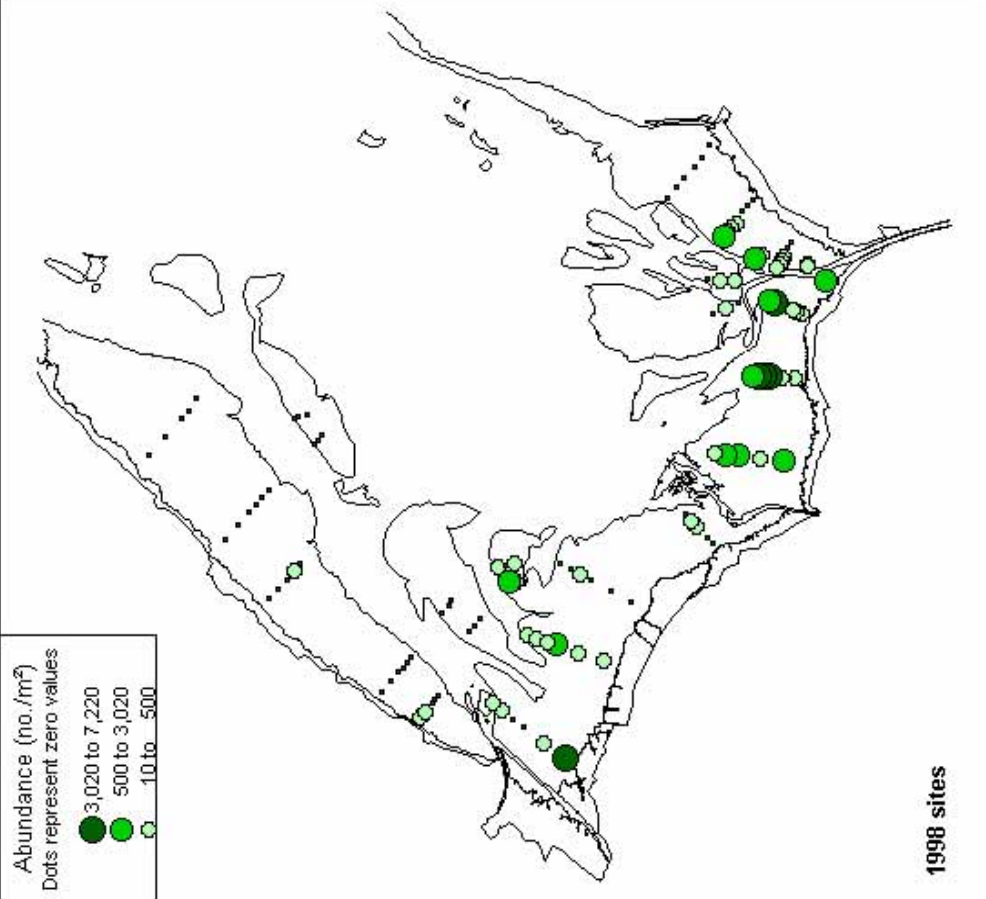 Abundance (no./m²)
Dots represent zero values
3,020 to 7,220
500 to 3,020
10 to 500
1998 sites